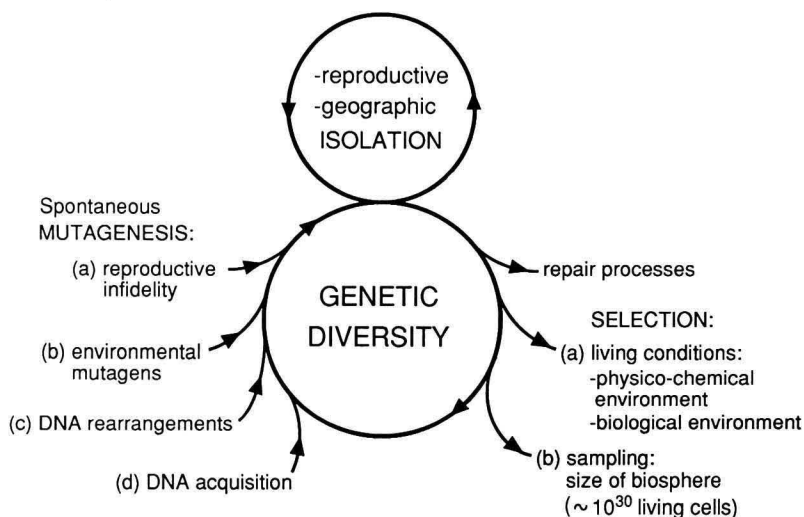 -reproductive
-geographic
ISOLATION
Spontaneous
MUTAGENESIS:
(a) reproductive
infidelity
(b) environmental
mutagens
(c) DNA rearrangements
(d) DNA acquisition
GENETIC
DIVERSITY
repair processes
SELECTION:
(a) living conditions:
-physico-chemical
environment
-biological environment
(b) sampling:
size of biosphere
(~ 10³⁰ living cells)